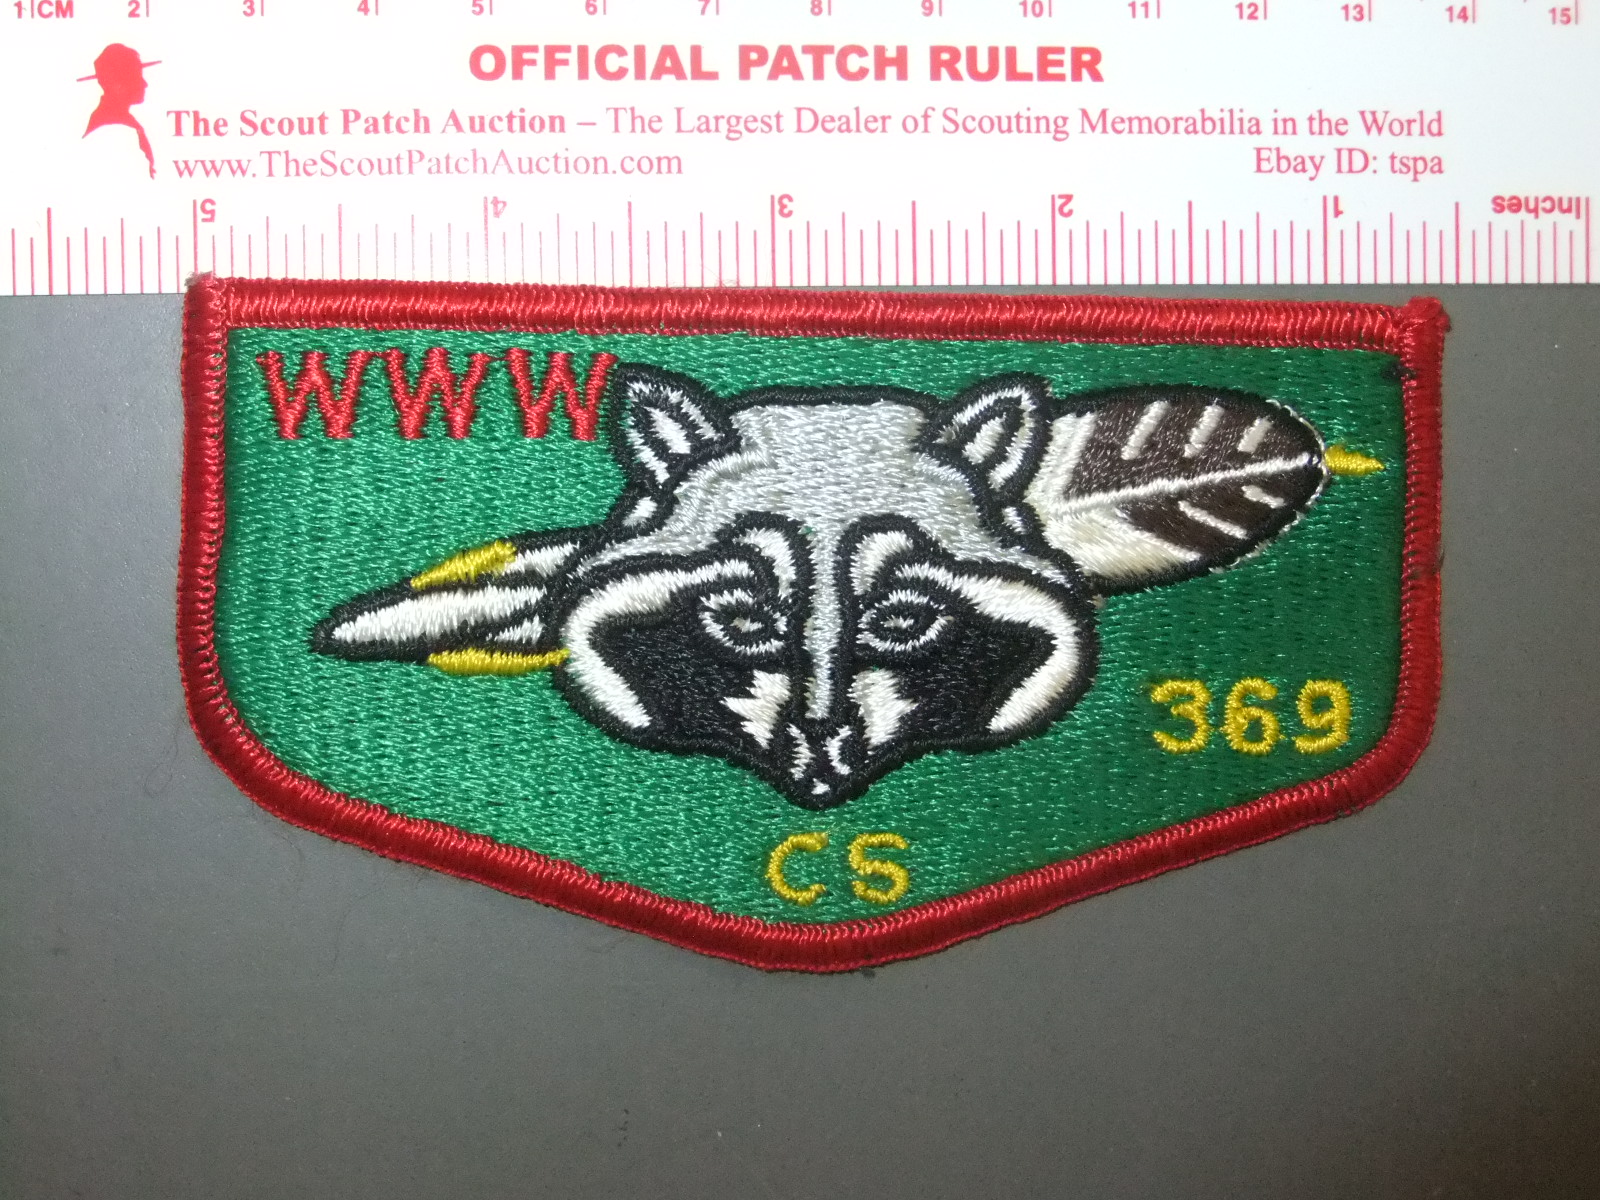 1 CM 2 3 4 5 6 7 8 9 10 11 12 13 14 15
OFFICIAL PATCH RULER
The Scout Patch Auction – The Largest Dealer of Scouting Memorabilia in the World
www.TheScoutPatchAuction.com Ebay ID: tspa
5 4 3 2 1 Inches
WWW
369
CS